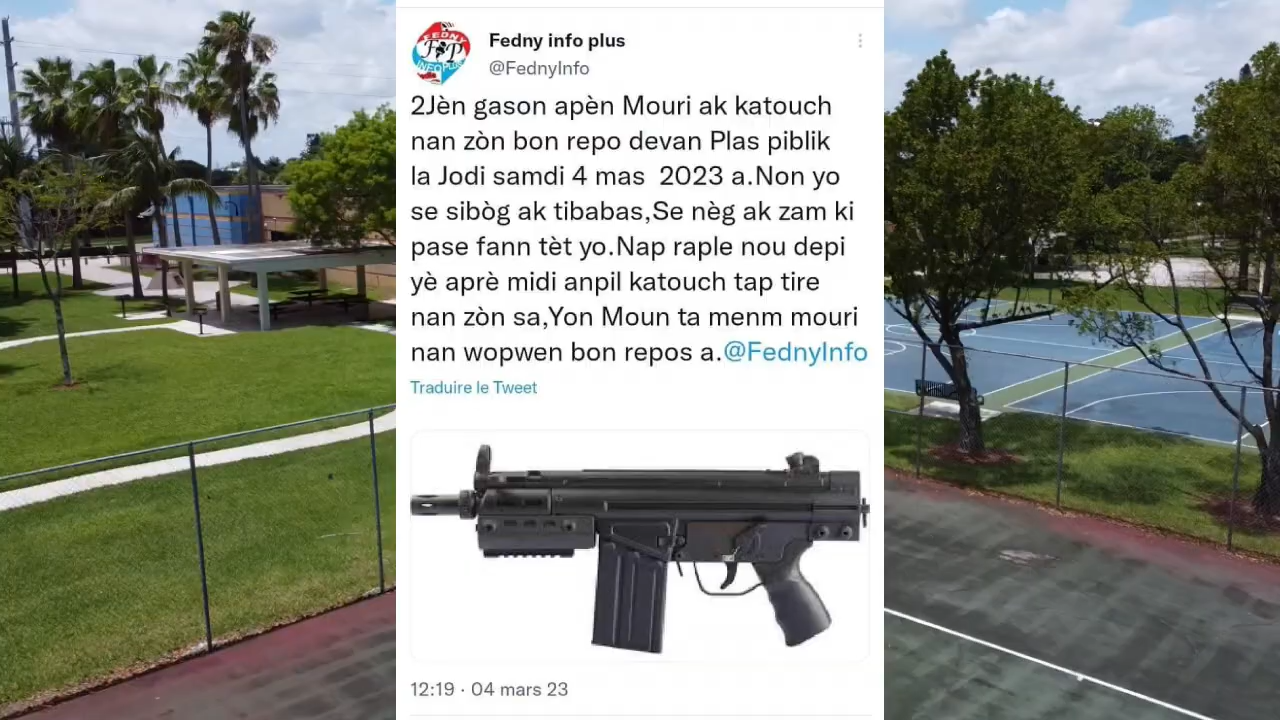 FEDNY
INFOPLUS
Fedny info plus
@FednyInfo
2Jèn gason apèn Mouri ak katouch
nan zòn bon repo devan Plas piblik
la Jodi samdi 4 mas  2023 a.Non yo
se sibòg ak tibabas,Se nèg ak zam ki
pase fann tèt yo.Nap raple nou depi
yè aprè midi anpil katouch tap tire
nan zòn sa,Yon Moun ta menm mouri
nan wopwen bon repos a.@FednyInfo
Traduire le Tweet
12:19 · 04 mars 23